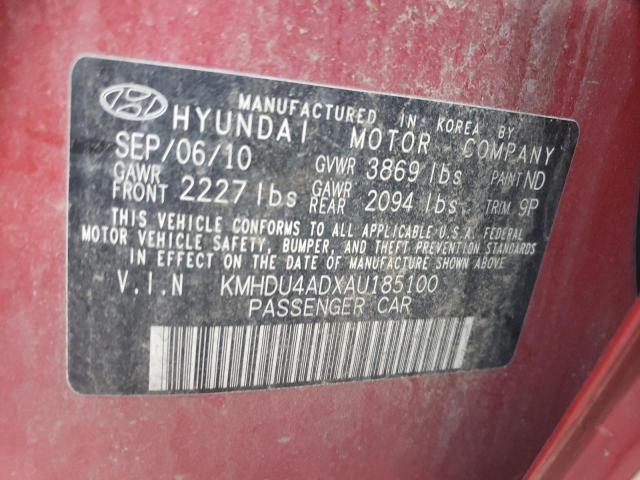 MANUFACTURED IN KOREA BY
HYUNDAI MOTOR COMPANY
SEP/06/10 GVWR 3869 lbs PAINT ND
GAWR FRONT 2227 lbs GAWR REAR 2094 lbs TRIM 9P
THIS VEHICLE CONFORMS TO ALL APPLICABLE U.S.A. FEDERAL
MOTOR VEHICLE SAFETY, BUMPER, AND THEFT PREVENTION STANDARDS
IN EFFECT ON THE DATE OF MANUFACTURE SHOWN ABOVE
V.I.N KMHDU4ADXAU185100
PASSENGER CAR